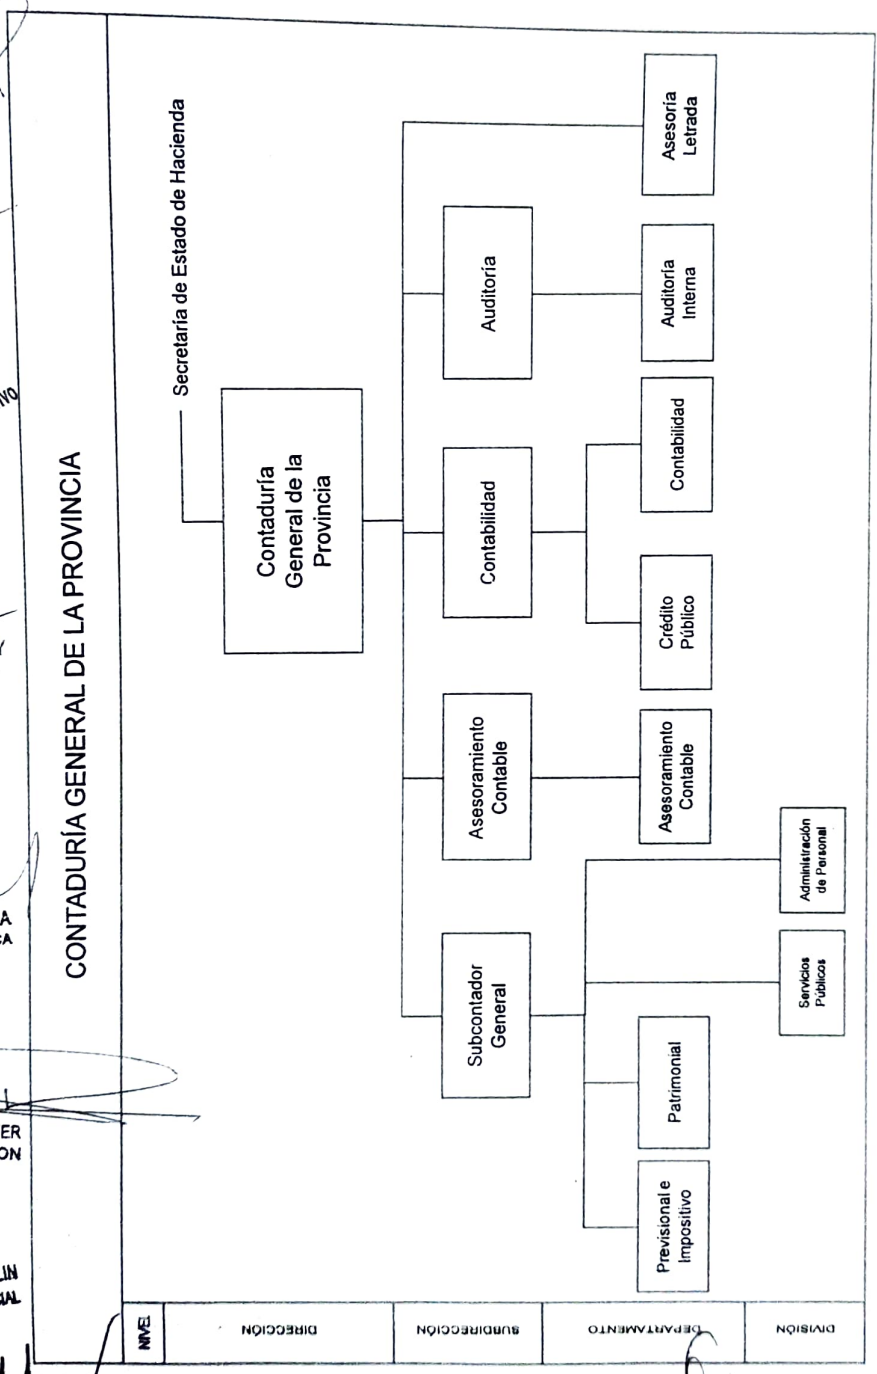 CONTADURÍA GENERAL DE LA PROVINCIA
NIVEL
DIRECCIÓN
SUBDIRECCIÓN
DEPARTAMENTO
DIVISIÓN
Secretaría de Estado de Hacienda
Contaduría
General de la
Provincia
Subcontador
General
Asesoramiento
Contable
Contabilidad
Auditoría
Previsional e
Impositivo
Patrimonial
Asesoramiento
Contable
Crédito
Público
Contabilidad
Auditoría
Interna
Asesoría
Letrada
Servicios
Públicos
Administración
de Personal